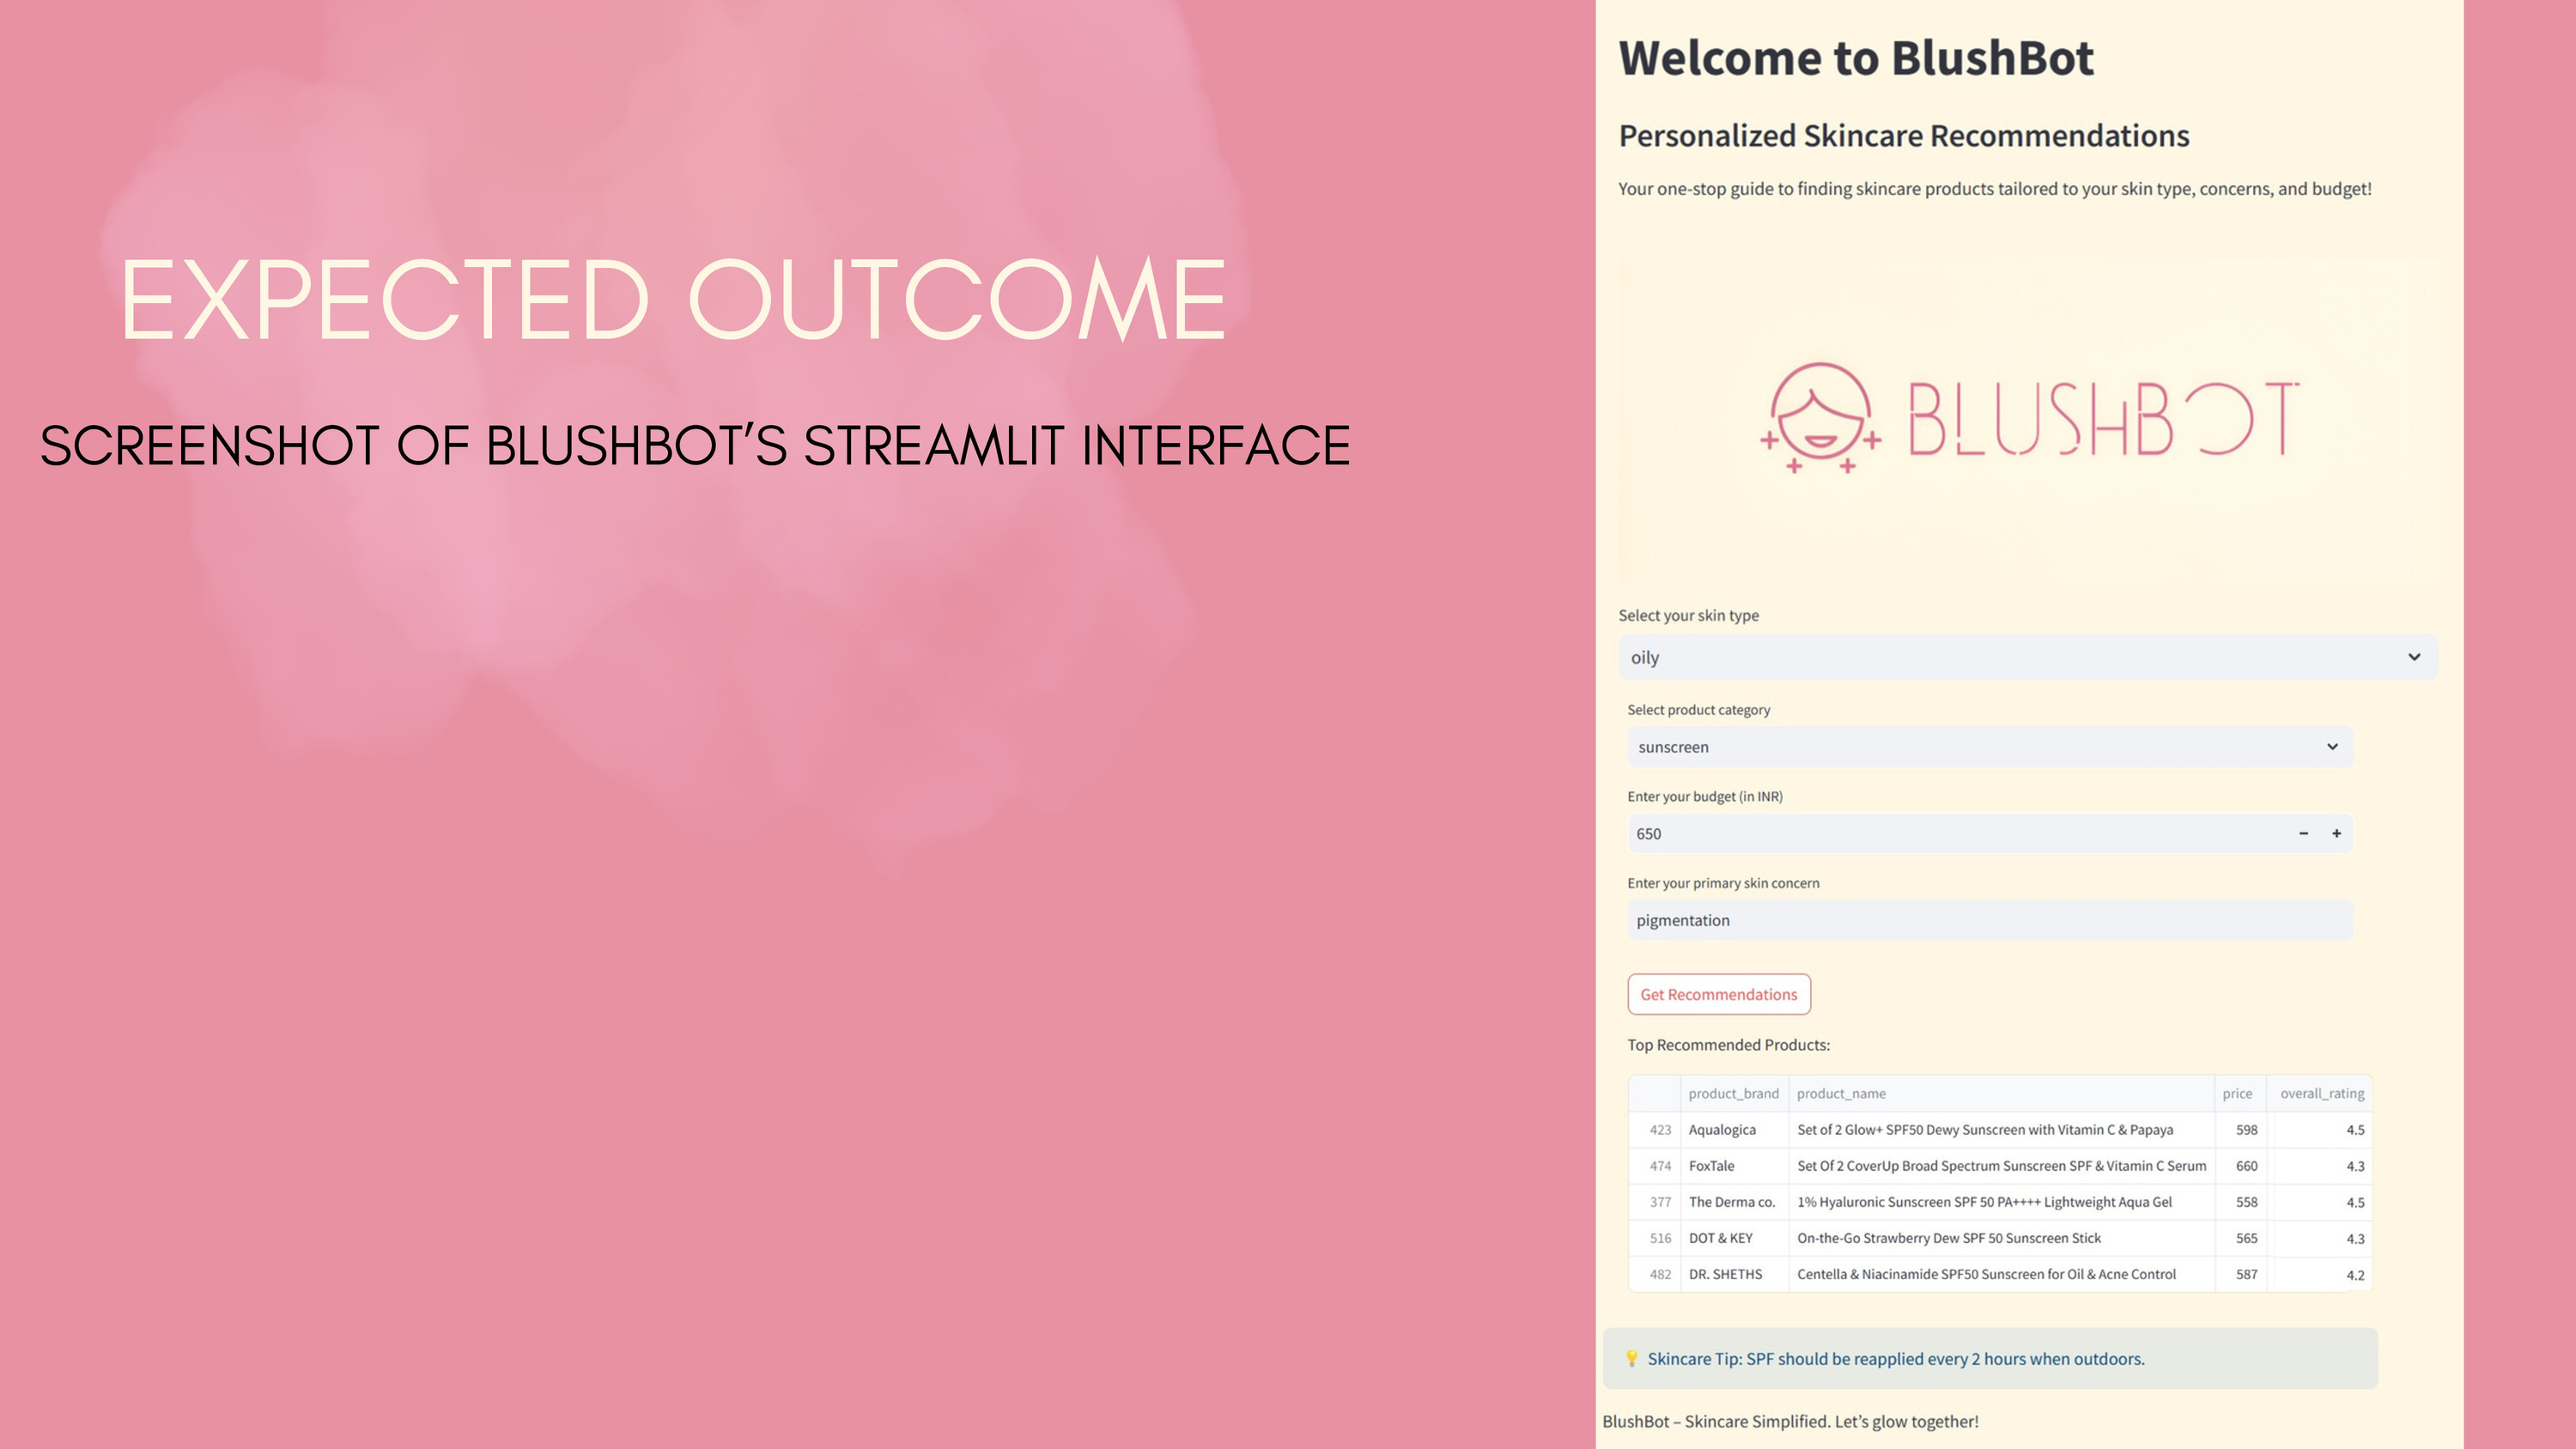 EXPECTED OUTCOME
SCREENSHOT OF BLUSHBOT'S STREAMLIT INTERFACE
Welcome to BlushBot
Personalized Skincare Recommendations
Your one-stop guide to finding skincare products tailored to your skin type, concerns, and budget!
BLUSHBOT
Select your skin type
oily
Select product category
sunscreen
Enter your budget (in INR)
650
Enter your primary skin concern
pigmentation
Get Recommendations
Top Recommended Products:
product_brand product_name price overall_rating
423 Aqualogica Set of 2 Glow+ SPF50 Dewy Sunscreen with Vitamin C & Papaya 598 4.5
474 FoxTale Set Of 2 CoverUp Broad Spectrum Sunscreen SPF & Vitamin C Serum 660 4.3
377 The Derma co. 1% Hyaluronic Sunscreen SPF 50 PA++++ Lightweight Aqua Gel 558 4.5
516 DOT & KEY On-the-Go Strawberry Dew SPF 50 Sunscreen Stick 565 4.3
482 DR. SHETHS Centella & Niacinamide SPF50 Sunscreen for Oil & Acne Control 587 4.2
Skincare Tip: SPF should be reapplied every 2 hours when outdoors.
BlushBot – Skincare Simplified. Let's glow together!